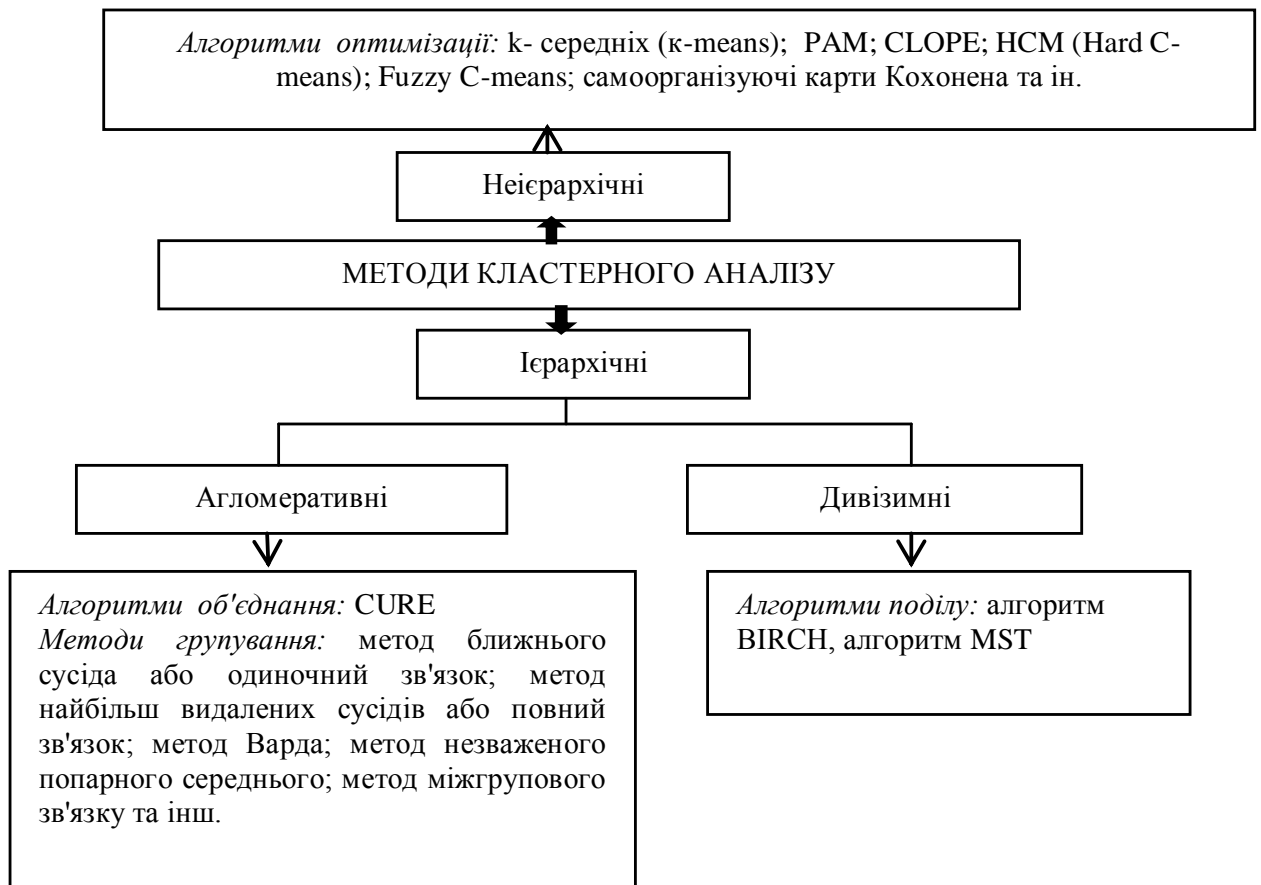 Алгоритми оптимізації: k- середніх (к-means); PAM; CLOPE; HCM (Hard C-
means); Fuzzy C-means; самоорганізуючі карти Кохонена та ін.
Неієрархічні
МЕТОДИ КЛАСТЕРНОГО АНАЛІЗУ
Ієрархічні
Агломеративні
Дивізимні
Алгоритми об'єднання: CURE
Методи групування: метод ближнього
сусіда або одиночний зв'язок; метод
найбільш видалених сусідів або повний
зв'язок; метод Варда; метод незваженого
попарного середнього; метод міжгрупового
зв'язку та інш.
Алгоритми поділу: алгоритм
BIRCH, алгоритм MST